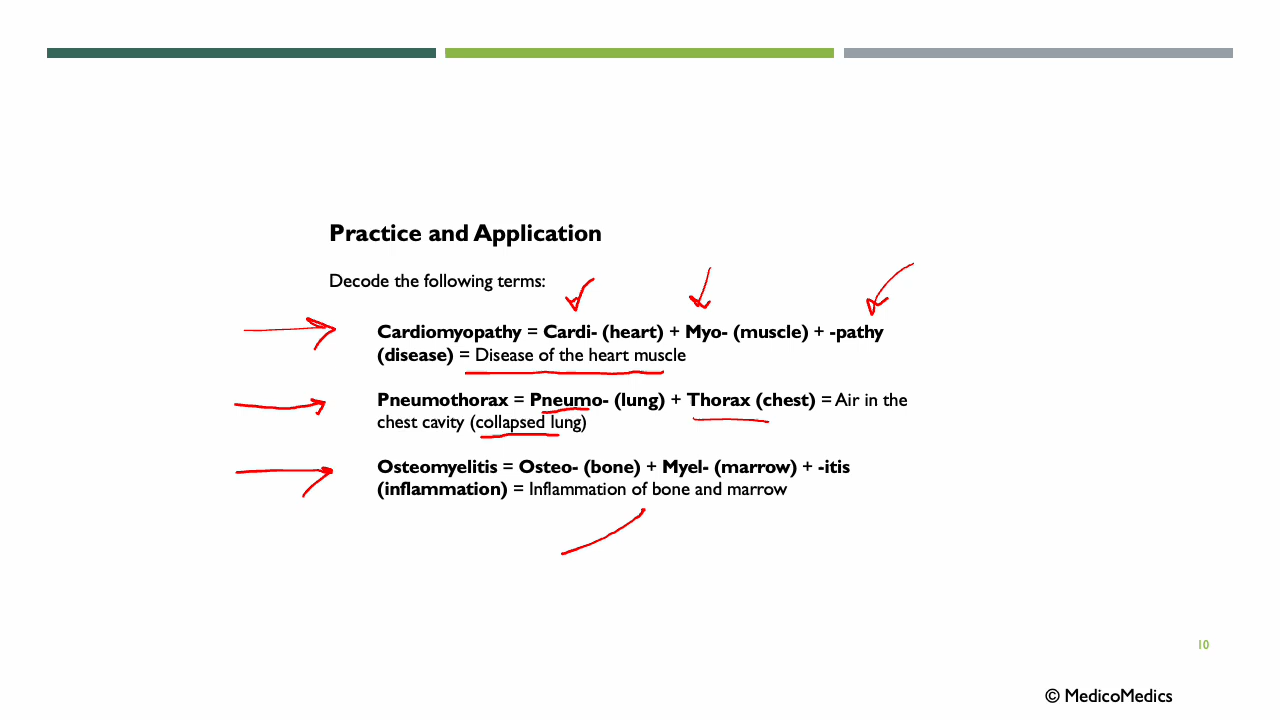 Practice and Application
Decode the following terms:
Cardiomyopathy = Cardi- (heart) + Myo- (muscle) + -pathy
(disease) = Disease of the heart muscle
Pneumothorax = Pneumo- (lung) + Thorax (chest) = Air in the
chest cavity (collapsed lung)
Osteomyelitis = Osteo- (bone) + Myel- (marrow) + -itis
(inflammation) = Inflammation of bone and marrow
10
© MedicoMedics